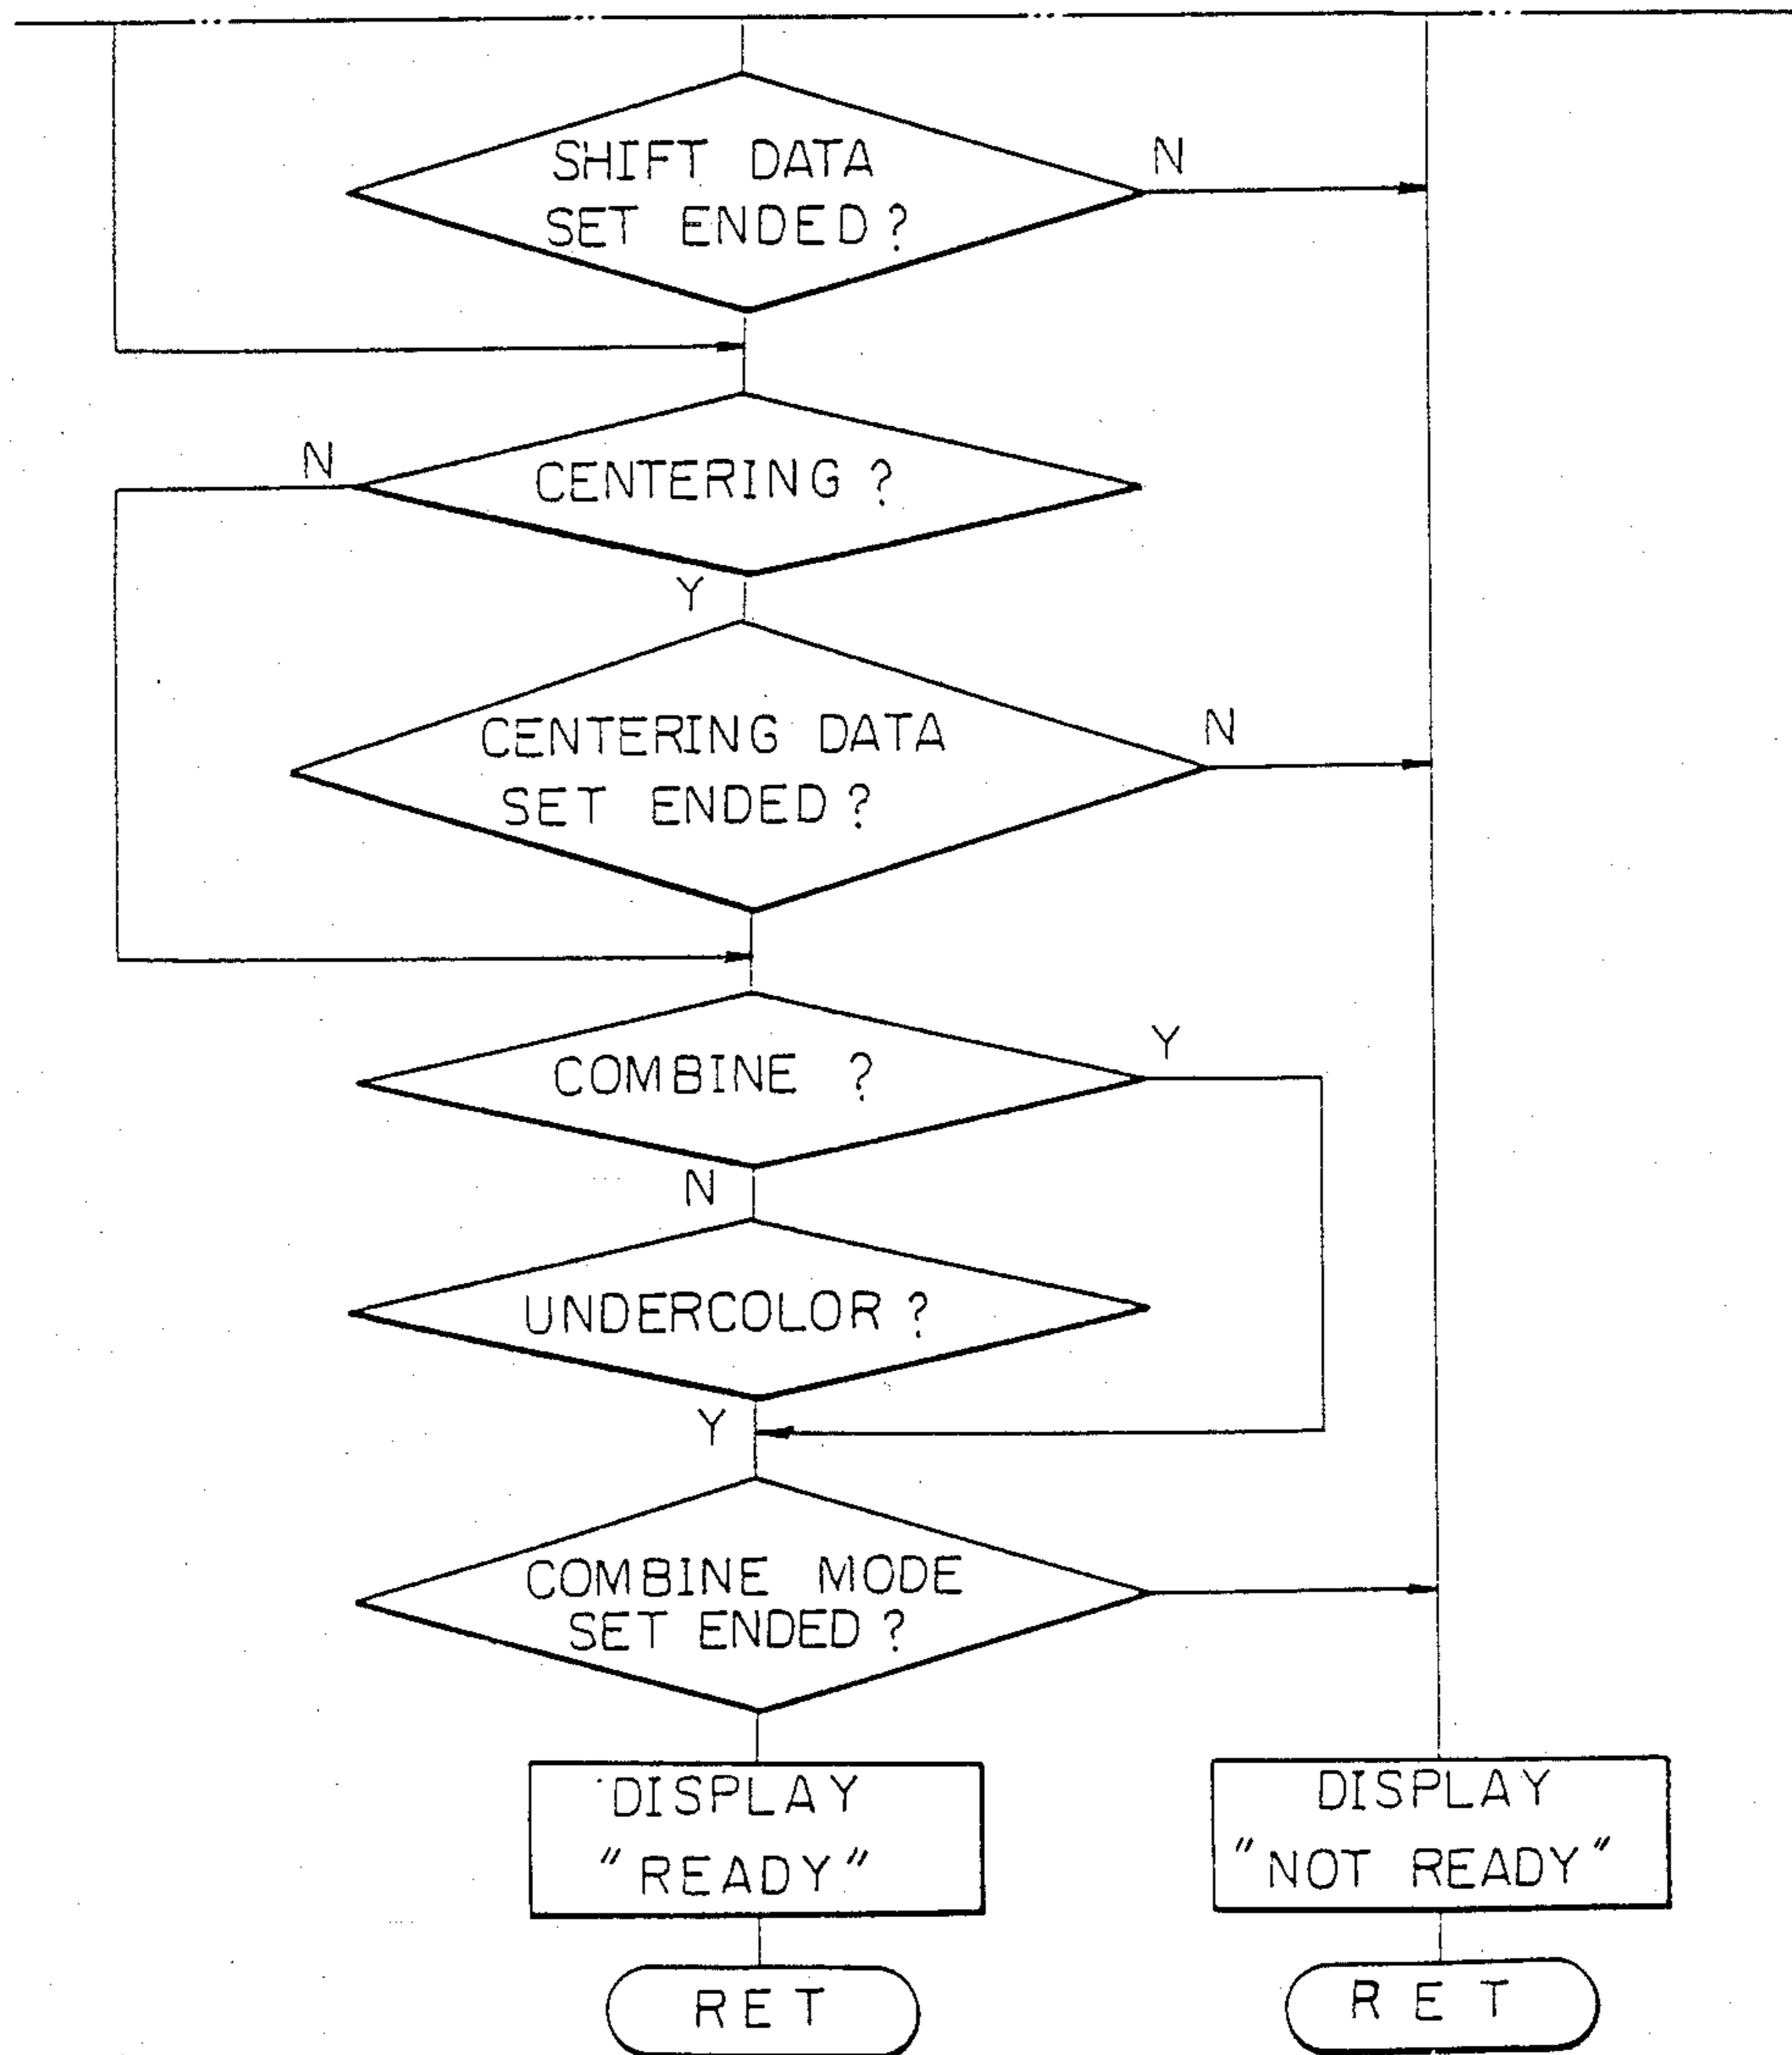 SHIFT DATA
SET ENDED?
N
CENTERING ?
N
Y
CENTERING DATA
SET ENDED?
N
COMBINE ?
Y
N
UNDERCOLOR ?
Y
COMBINE MODE
SET ENDED ?
DISPLAY
"READY"
RET
DISPLAY
"NOT READY"
RET